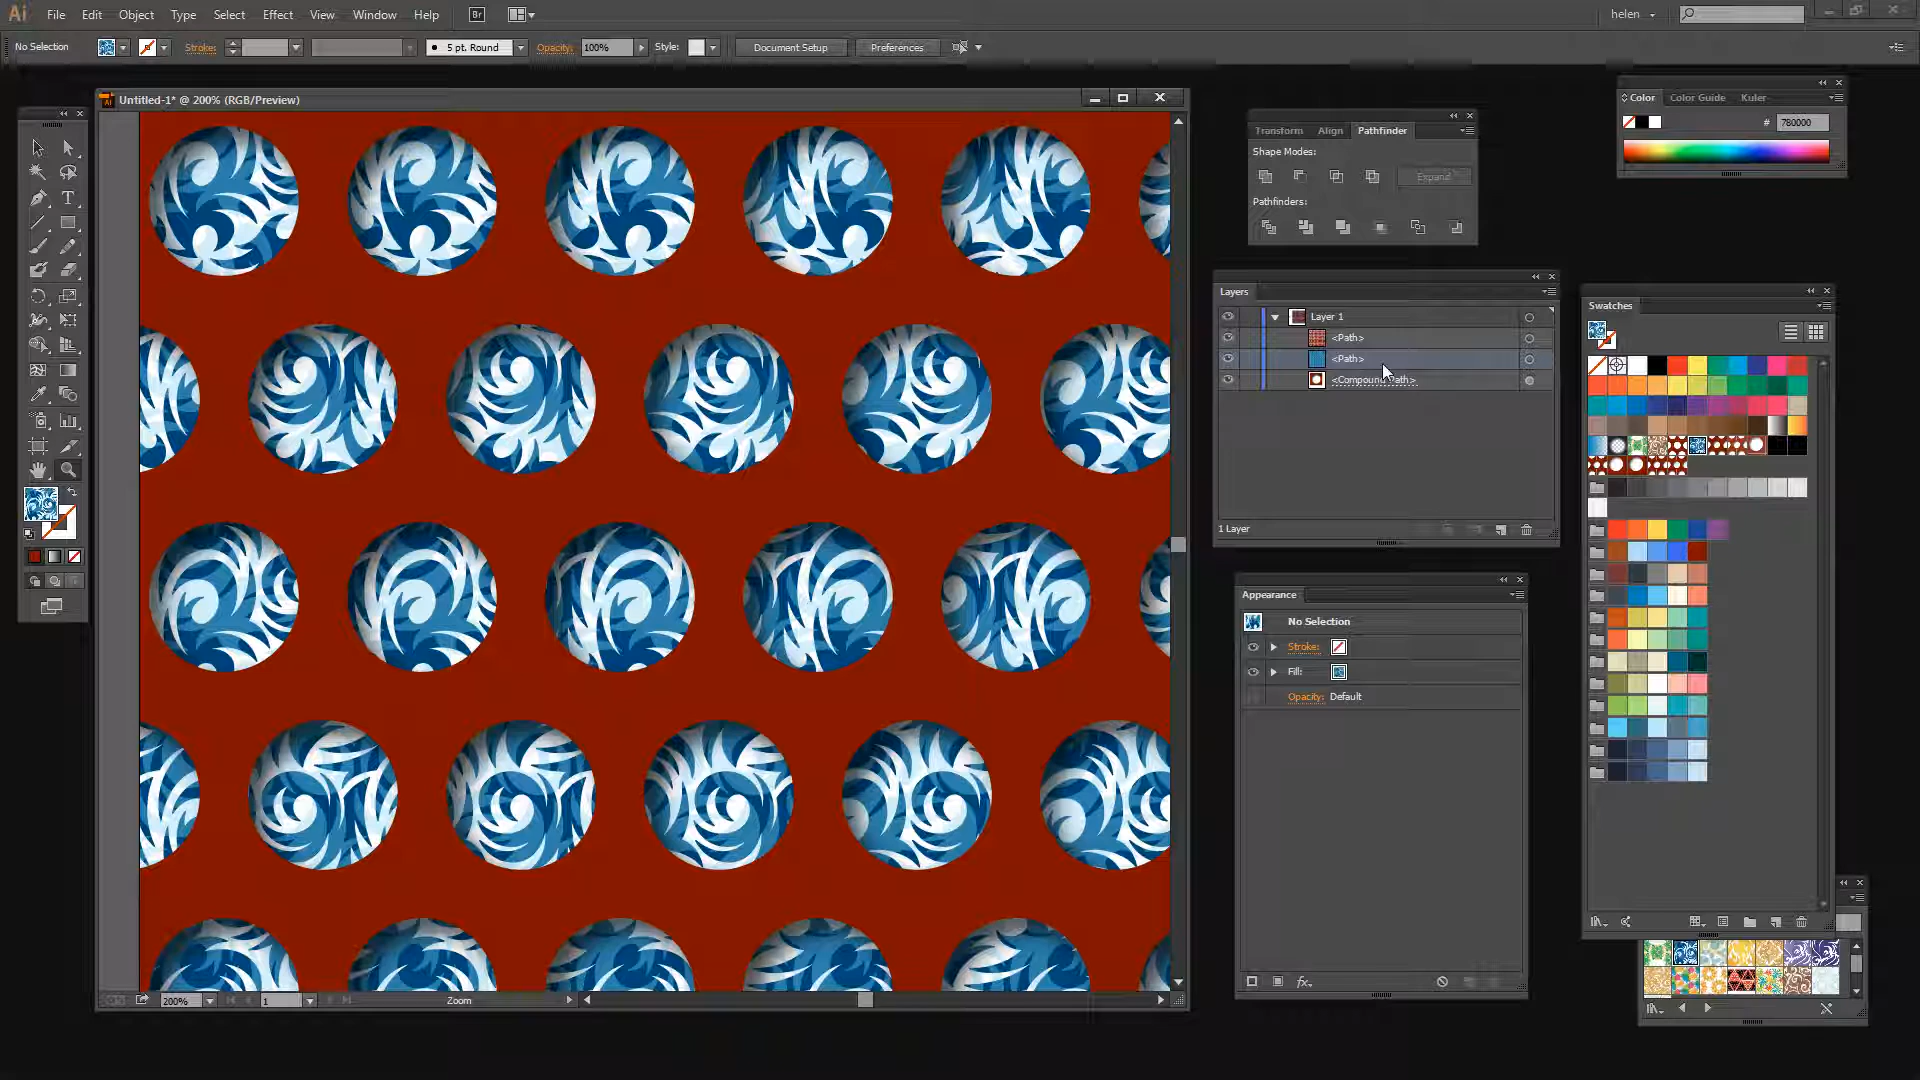 Ai File Edit Object Type Select Effect View Window Help Br helen
No Selection Stroke: 5 pt. Round Opacity: 100% Style: Document Setup Preferences
Untitled-1* @ 200% (RGB/Preview)
Color Color Guide Kuler
# 780000
Transform Align Pathfinder
Shape Modes:
Expand
Pathfinders:
Layers
Layer 1
<Path>
<Path>
<Compound Path>
1 Layer
Swatches
Appearance
No Selection
Stroke:
Fill:
Opacity: Default
fx
200% 1 Zoom